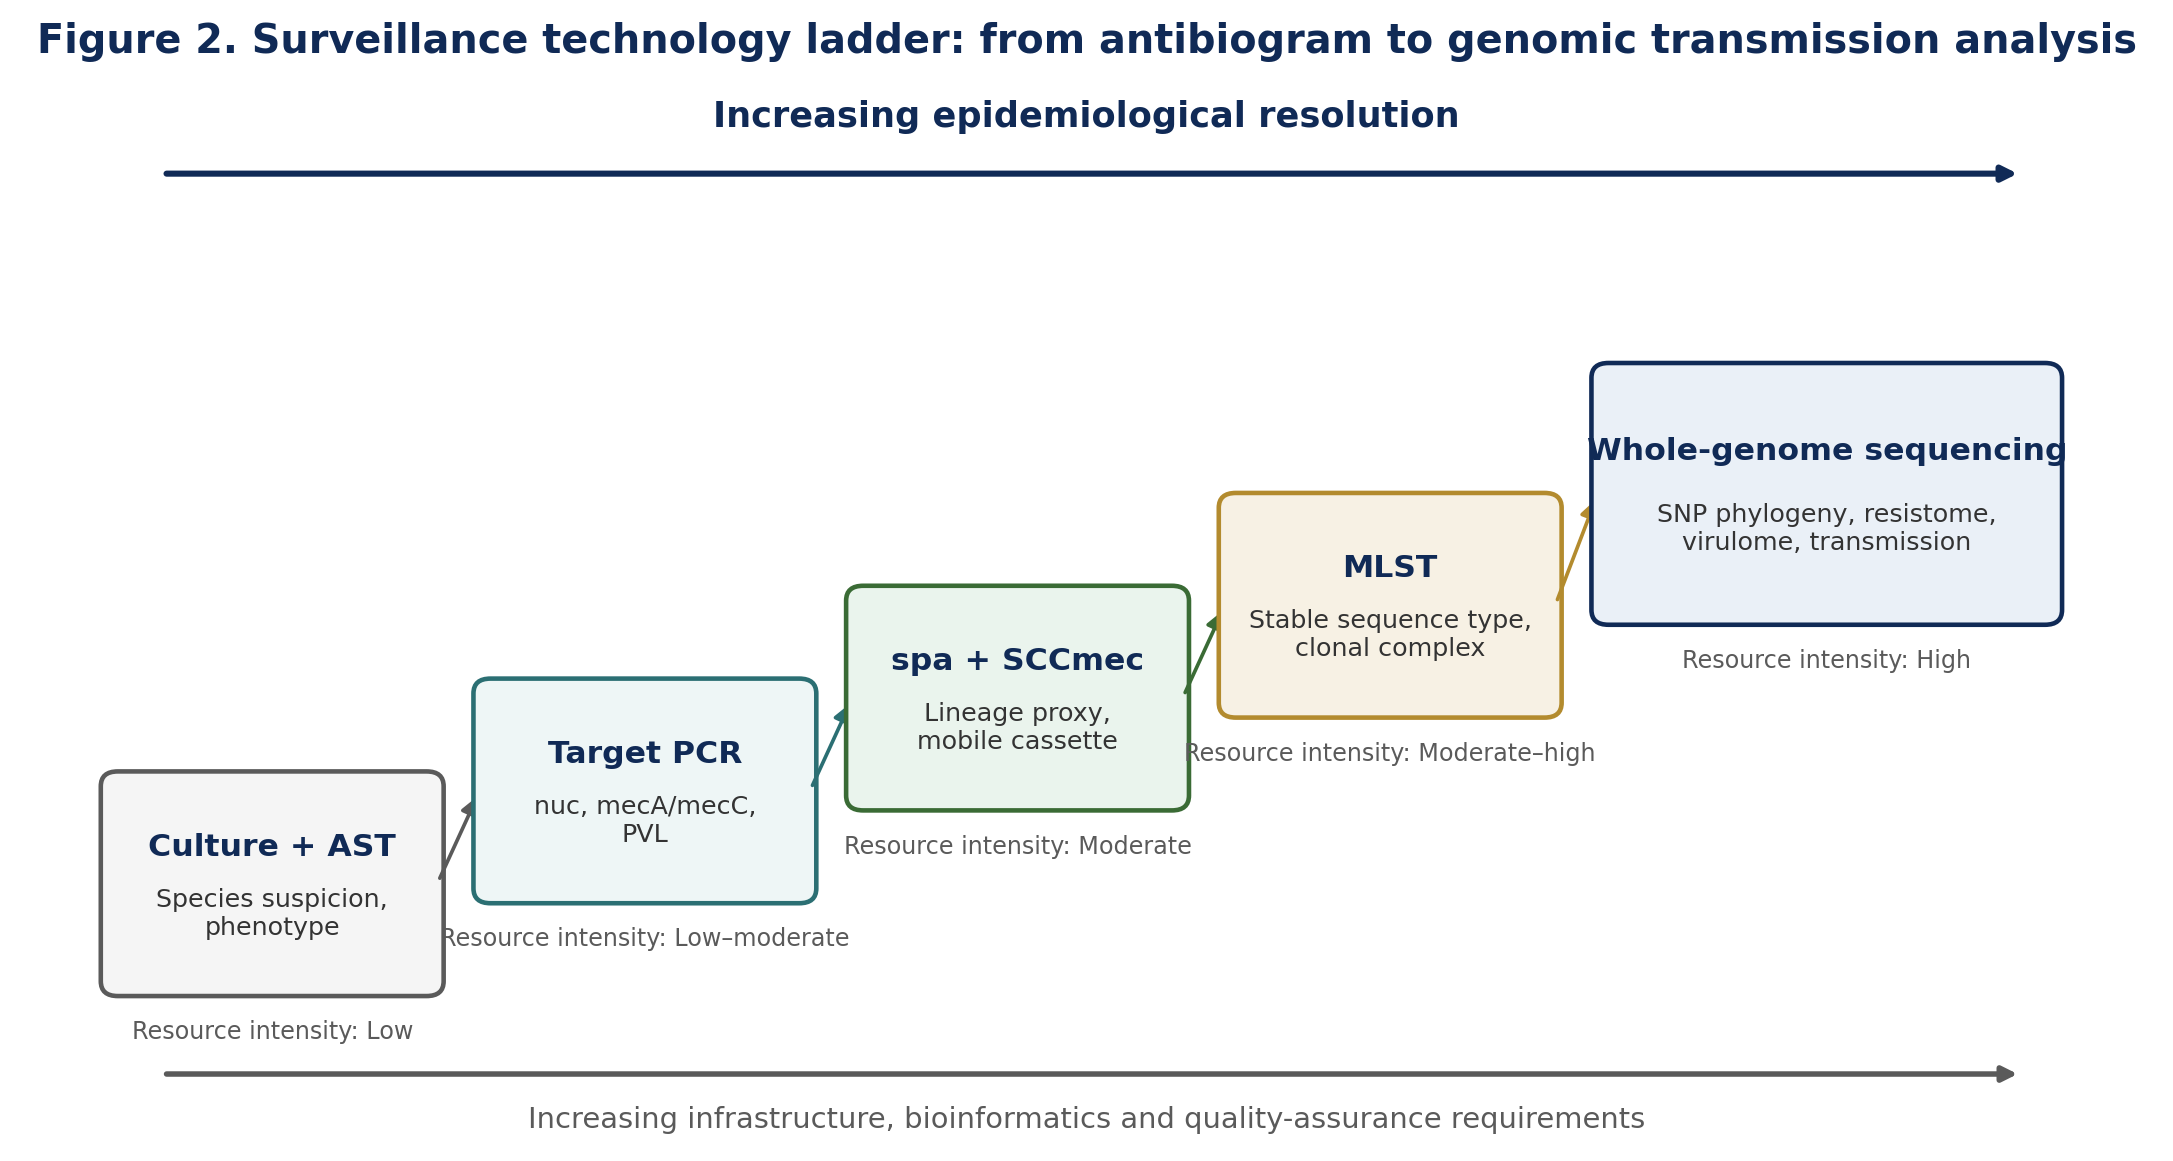 Figure 2. Surveillance technology ladder: from antibiogram to genomic transmission analysis
Increasing epidemiological resolution
Culture + AST
Species suspicion,
phenotype
Resource intensity: Low
Target PCR
nuc, mecA/mecC,
PVL
Resource intensity: Low–moderate
spa + SCCmec
Lineage proxy,
mobile cassette
Resource intensity: Moderate
MLST
Stable sequence type,
clonal complex
Resource intensity: Moderate–high
Whole-genome sequencing
SNP phylogeny, resistome,
virulome, transmission
Resource intensity: High
Increasing infrastructure, bioinformatics and quality-assurance requirements